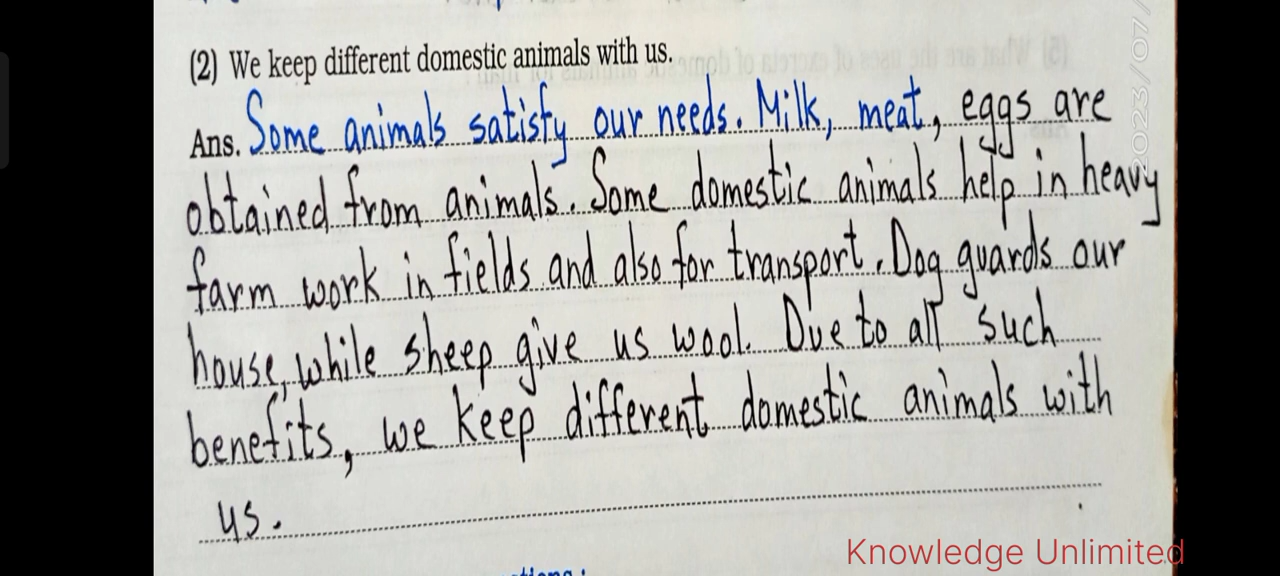 (2) We keep different domestic animals with us.
Ans. Some animals satisfy our needs. Milk, meat, eggs are
obtained from animals. Some domestic animals help in heavy
farm work in fields and also for transport. Dog guards our
house, while sheep give us wool. Due to all such
benefits, we keep different domestic animals with
us.
Knowledge Unlimited
2023/07/